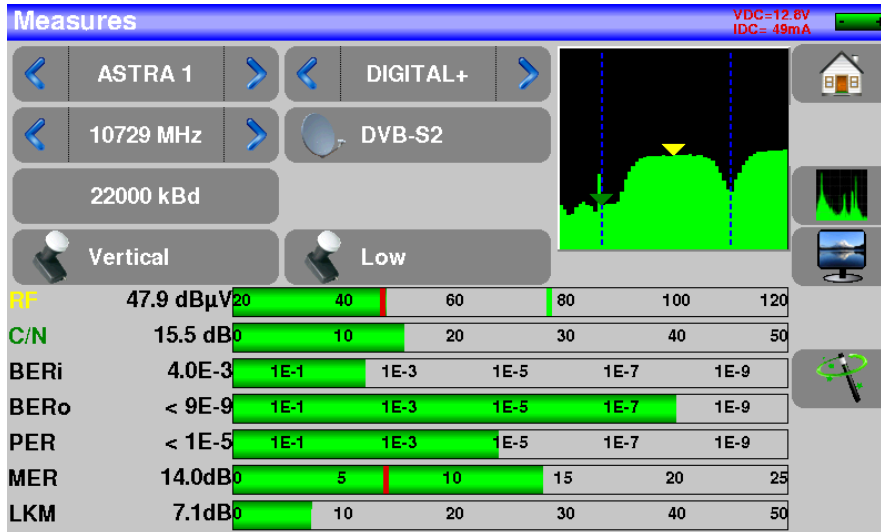 Measures
VDC=12.8V
IDC= 49mA
ASTRA 1
DIGITAL+
10729 MHz
DVB-S2
22000 kBd
Vertical
Low
RF 47.9 dBµV 20 40 60 80 100 120
C/N 15.5 dB 0 10 20 30 40 50
BERi 4.0E-3 1E-1 1E-3 1E-5 1E-7 1E-9
BERo < 9E-9 1E-1 1E-3 1E-5 1E-7 1E-9
PER < 1E-5 1E-1 1E-3 1E-5 1E-7 1E-9
MER 14.0dB 0 5 10 15 20 25
LKM 7.1dB 0 10 20 30 40 50